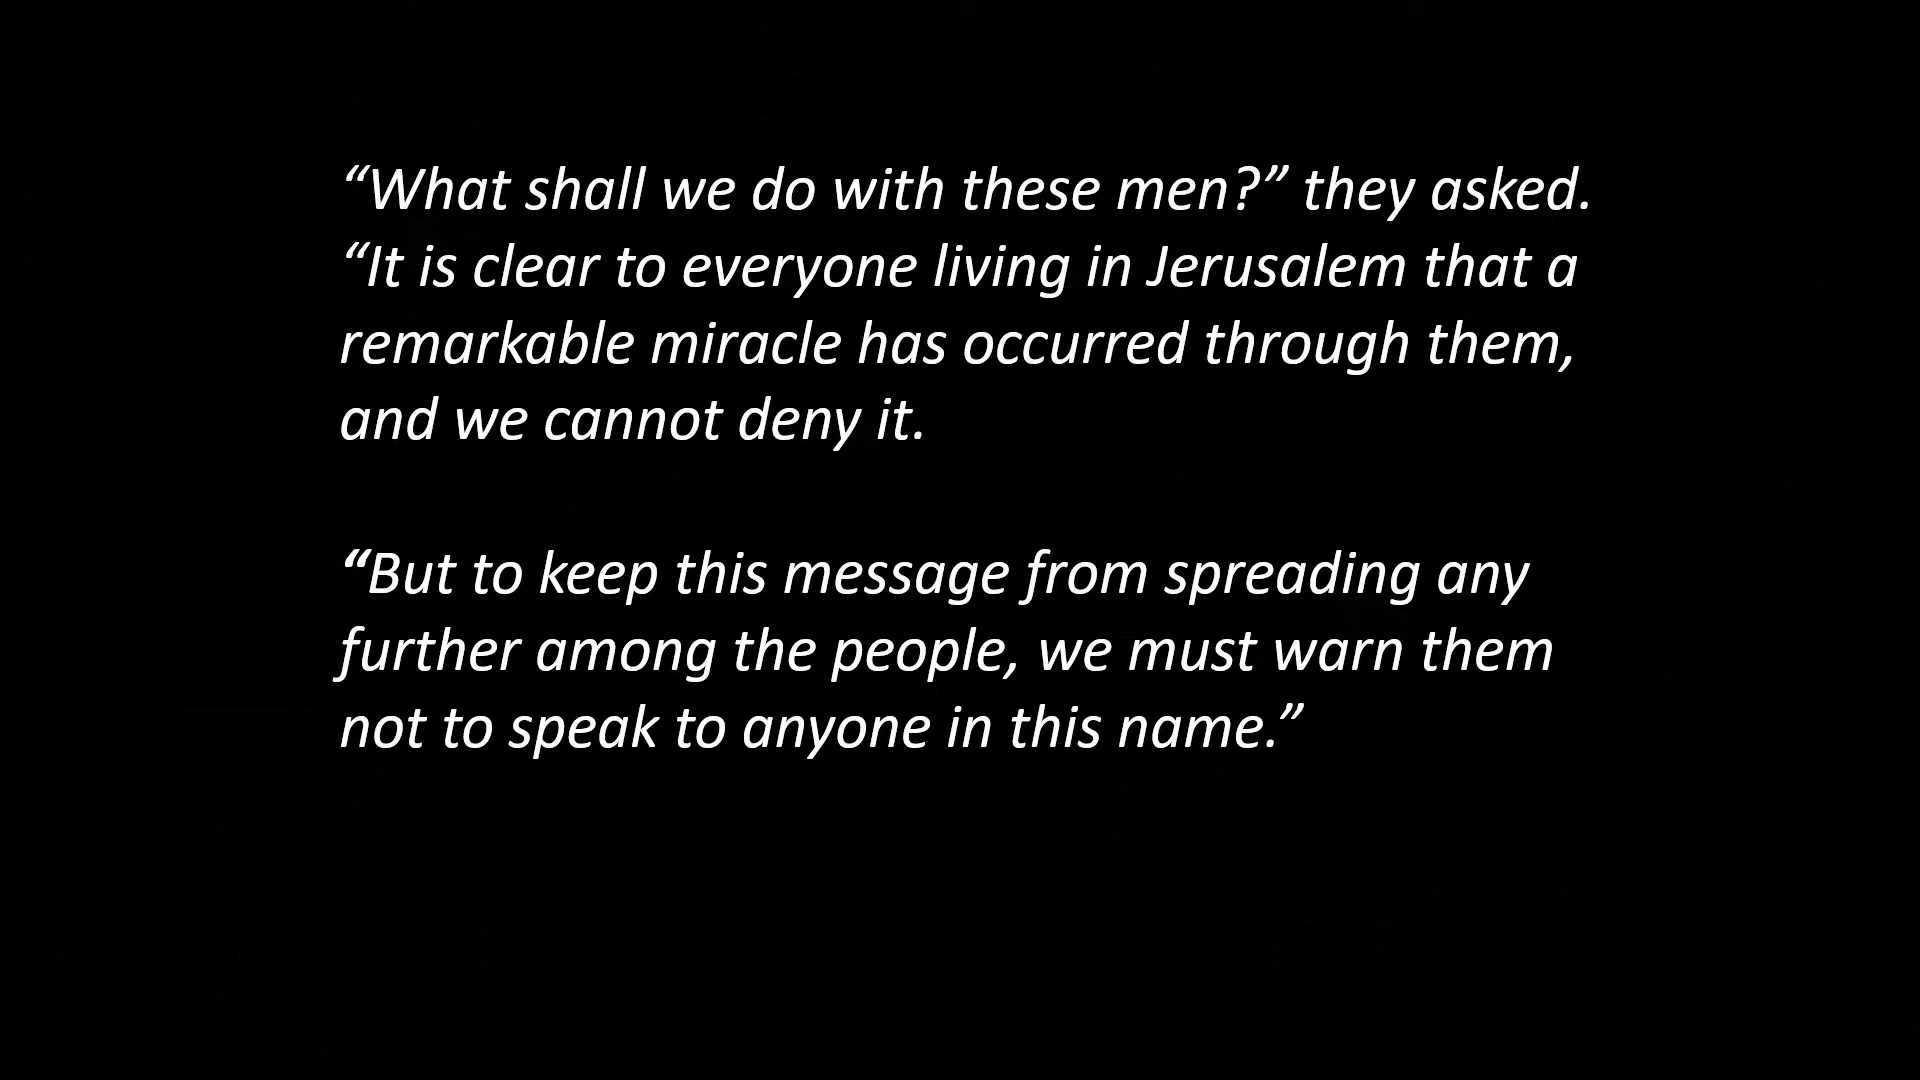 “What shall we do with these men?” they asked.
“It is clear to everyone living in Jerusalem that a
remarkable miracle has occurred through them,
and we cannot deny it.
“But to keep this message from spreading any
further among the people, we must warn them
not to speak to anyone in this name.”